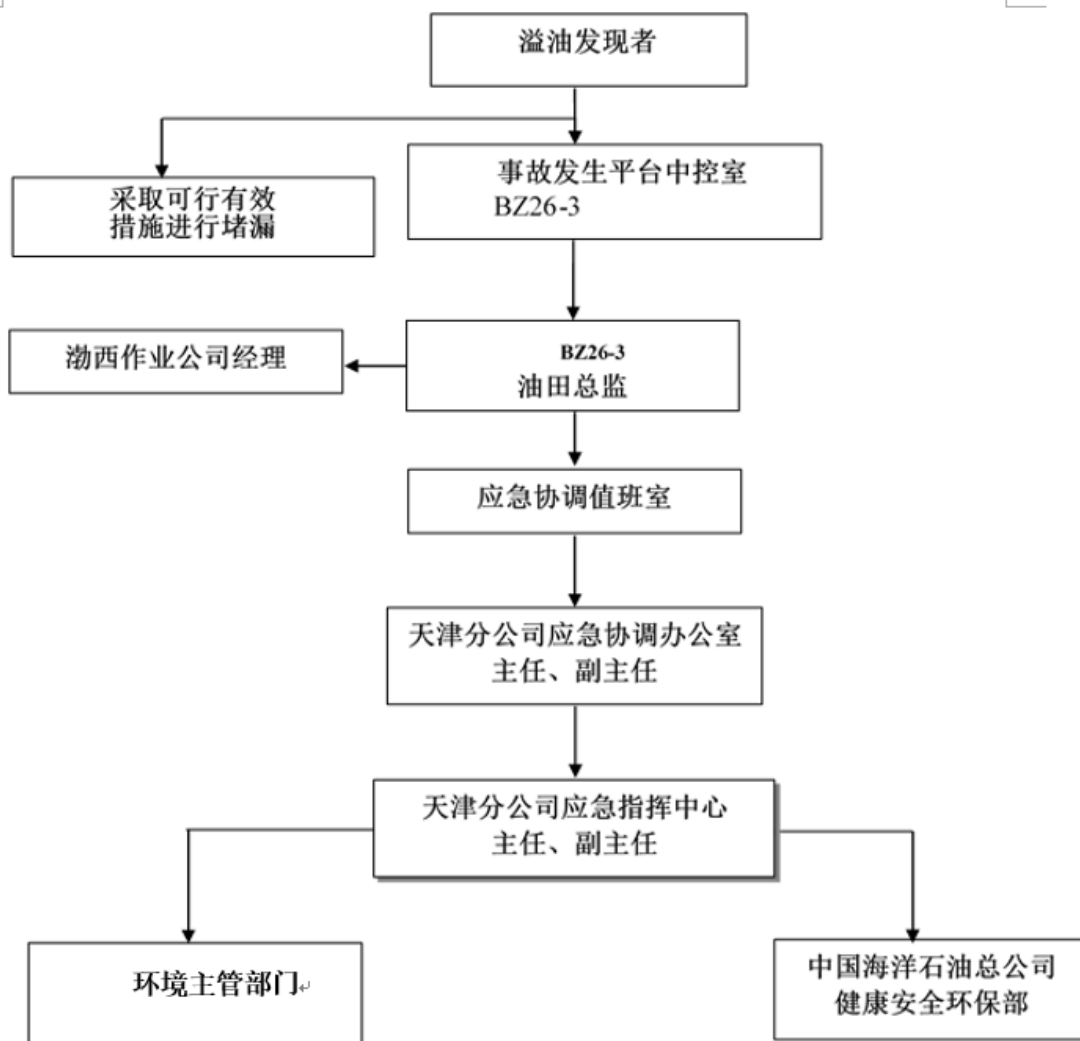 溢油发现者
事故发生平台中控室
BZ26-3
采取可行有效
措施进行堵漏
BZ26-3
油田总监
渤西作业公司经理
应急协调值班室
天津分公司应急协调办公室
主任、副主任
天津分公司应急指挥中心
主任、副主任
环境主管部门
中国海洋石油总公司
健康安全环保部